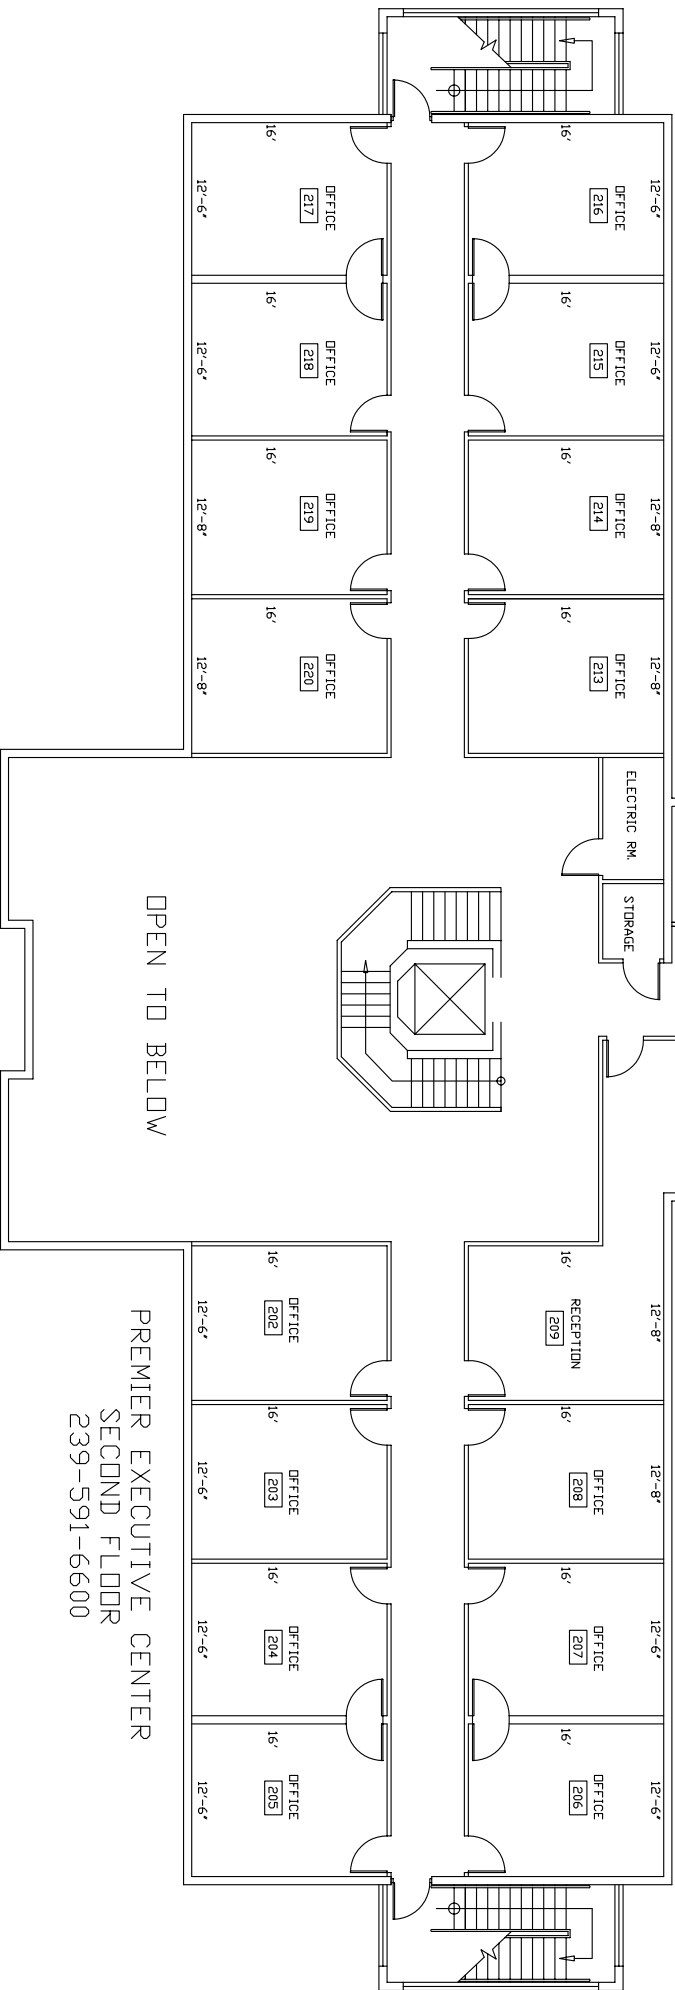 12'-6"
OFFICE
216
16'
12'-6"
OFFICE
215
16'
12'-8"
OFFICE
214
16'
12'-8"
OFFICE
213
16'
ELECTRIC RM.
STORAGE
12'-8"
RECEPTION
209
16'
12'-8"
OFFICE
208
16'
12'-6"
OFFICE
207
16'
12'-6"
OFFICE
206
16'
OFFICE
217
16'
12'-6"
OFFICE
218
16'
12'-6"
OFFICE
219
16'
12'-8"
OFFICE
220
16'
12'-8"
OPEN TO BELOW
OFFICE
202
16'
12'-6"
OFFICE
203
16'
12'-6"
OFFICE
204
16'
12'-6"
OFFICE
205
16'
12'-6"
PREMIER EXECUTIVE CENTER
SECOND FLOOR
239-591-6600